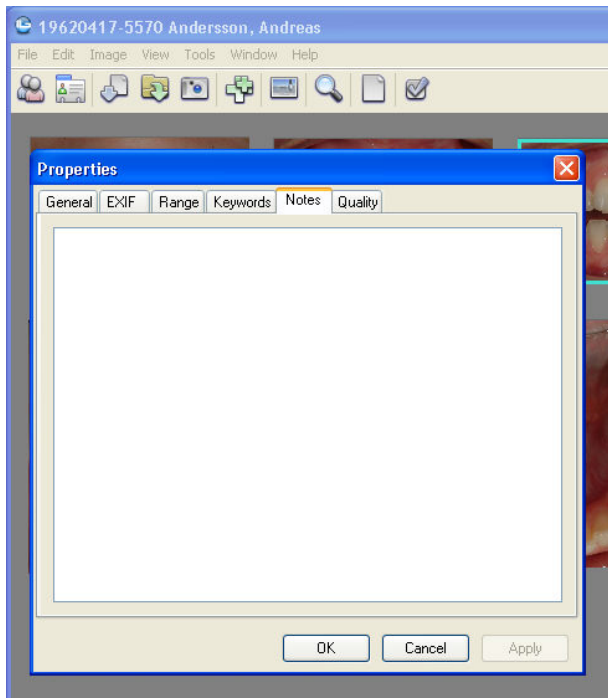 19620417-5570 Andersson, Andreas
File Edit Image View Tools Window Help
Properties
General EXIF Range Keywords Notes Quality
OK Cancel Apply